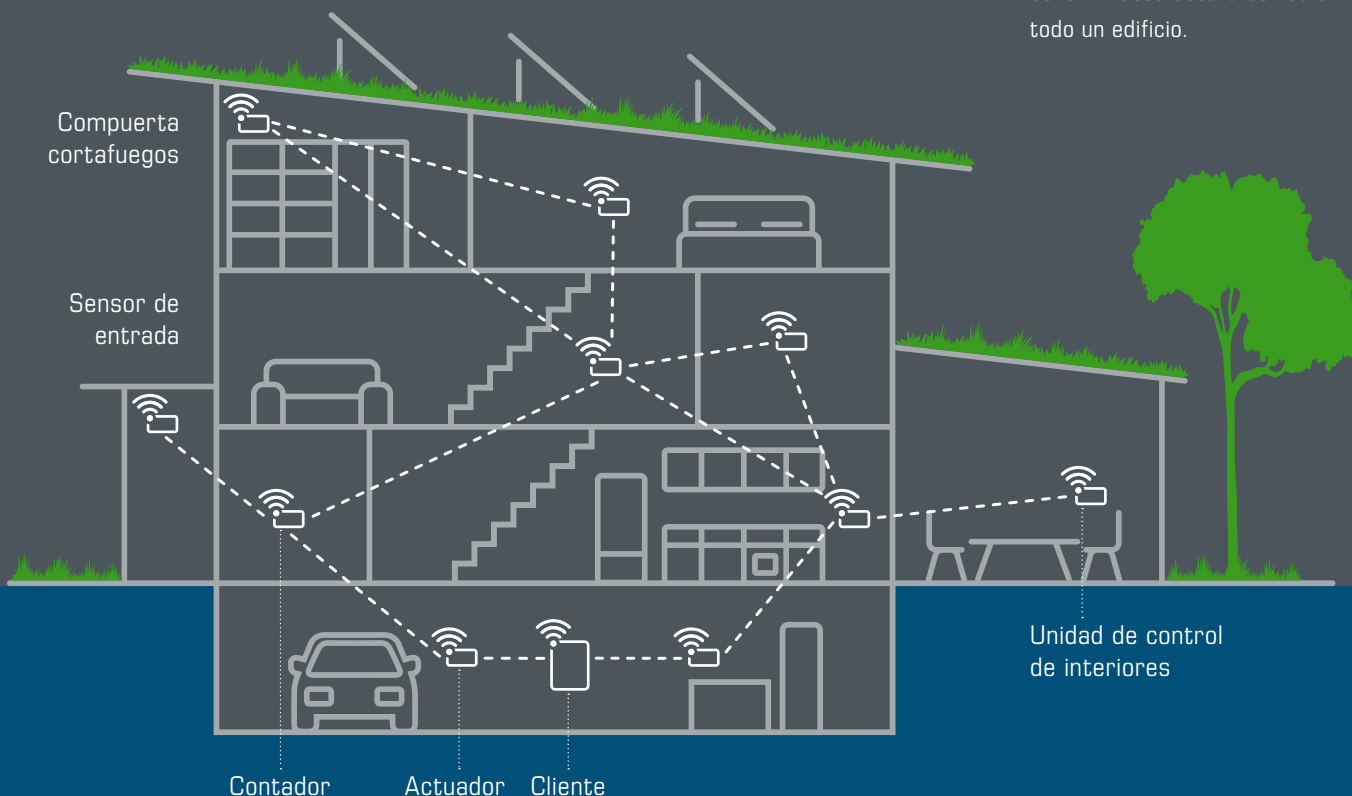 todo un edificio.
Compuerta
cortafuegos
Sensor de
entrada
Unidad de control
de interiores
Contador
Actuador
Cliente